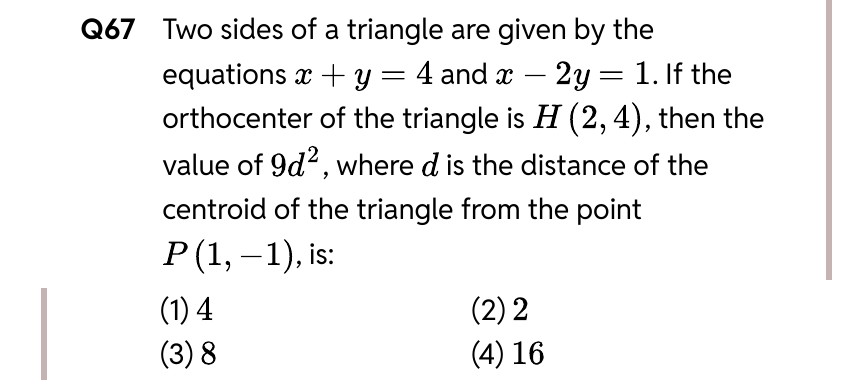 Q67 Two sides of a triangle are given by the
equations x + y = 4 and x − 2y = 1. If the
orthocenter of the triangle is H (2, 4), then the
value of 9d², where d is the distance of the
centroid of the triangle from the point
P (1, −1), is:
(1) 4 (2) 2
(3) 8 (4) 16